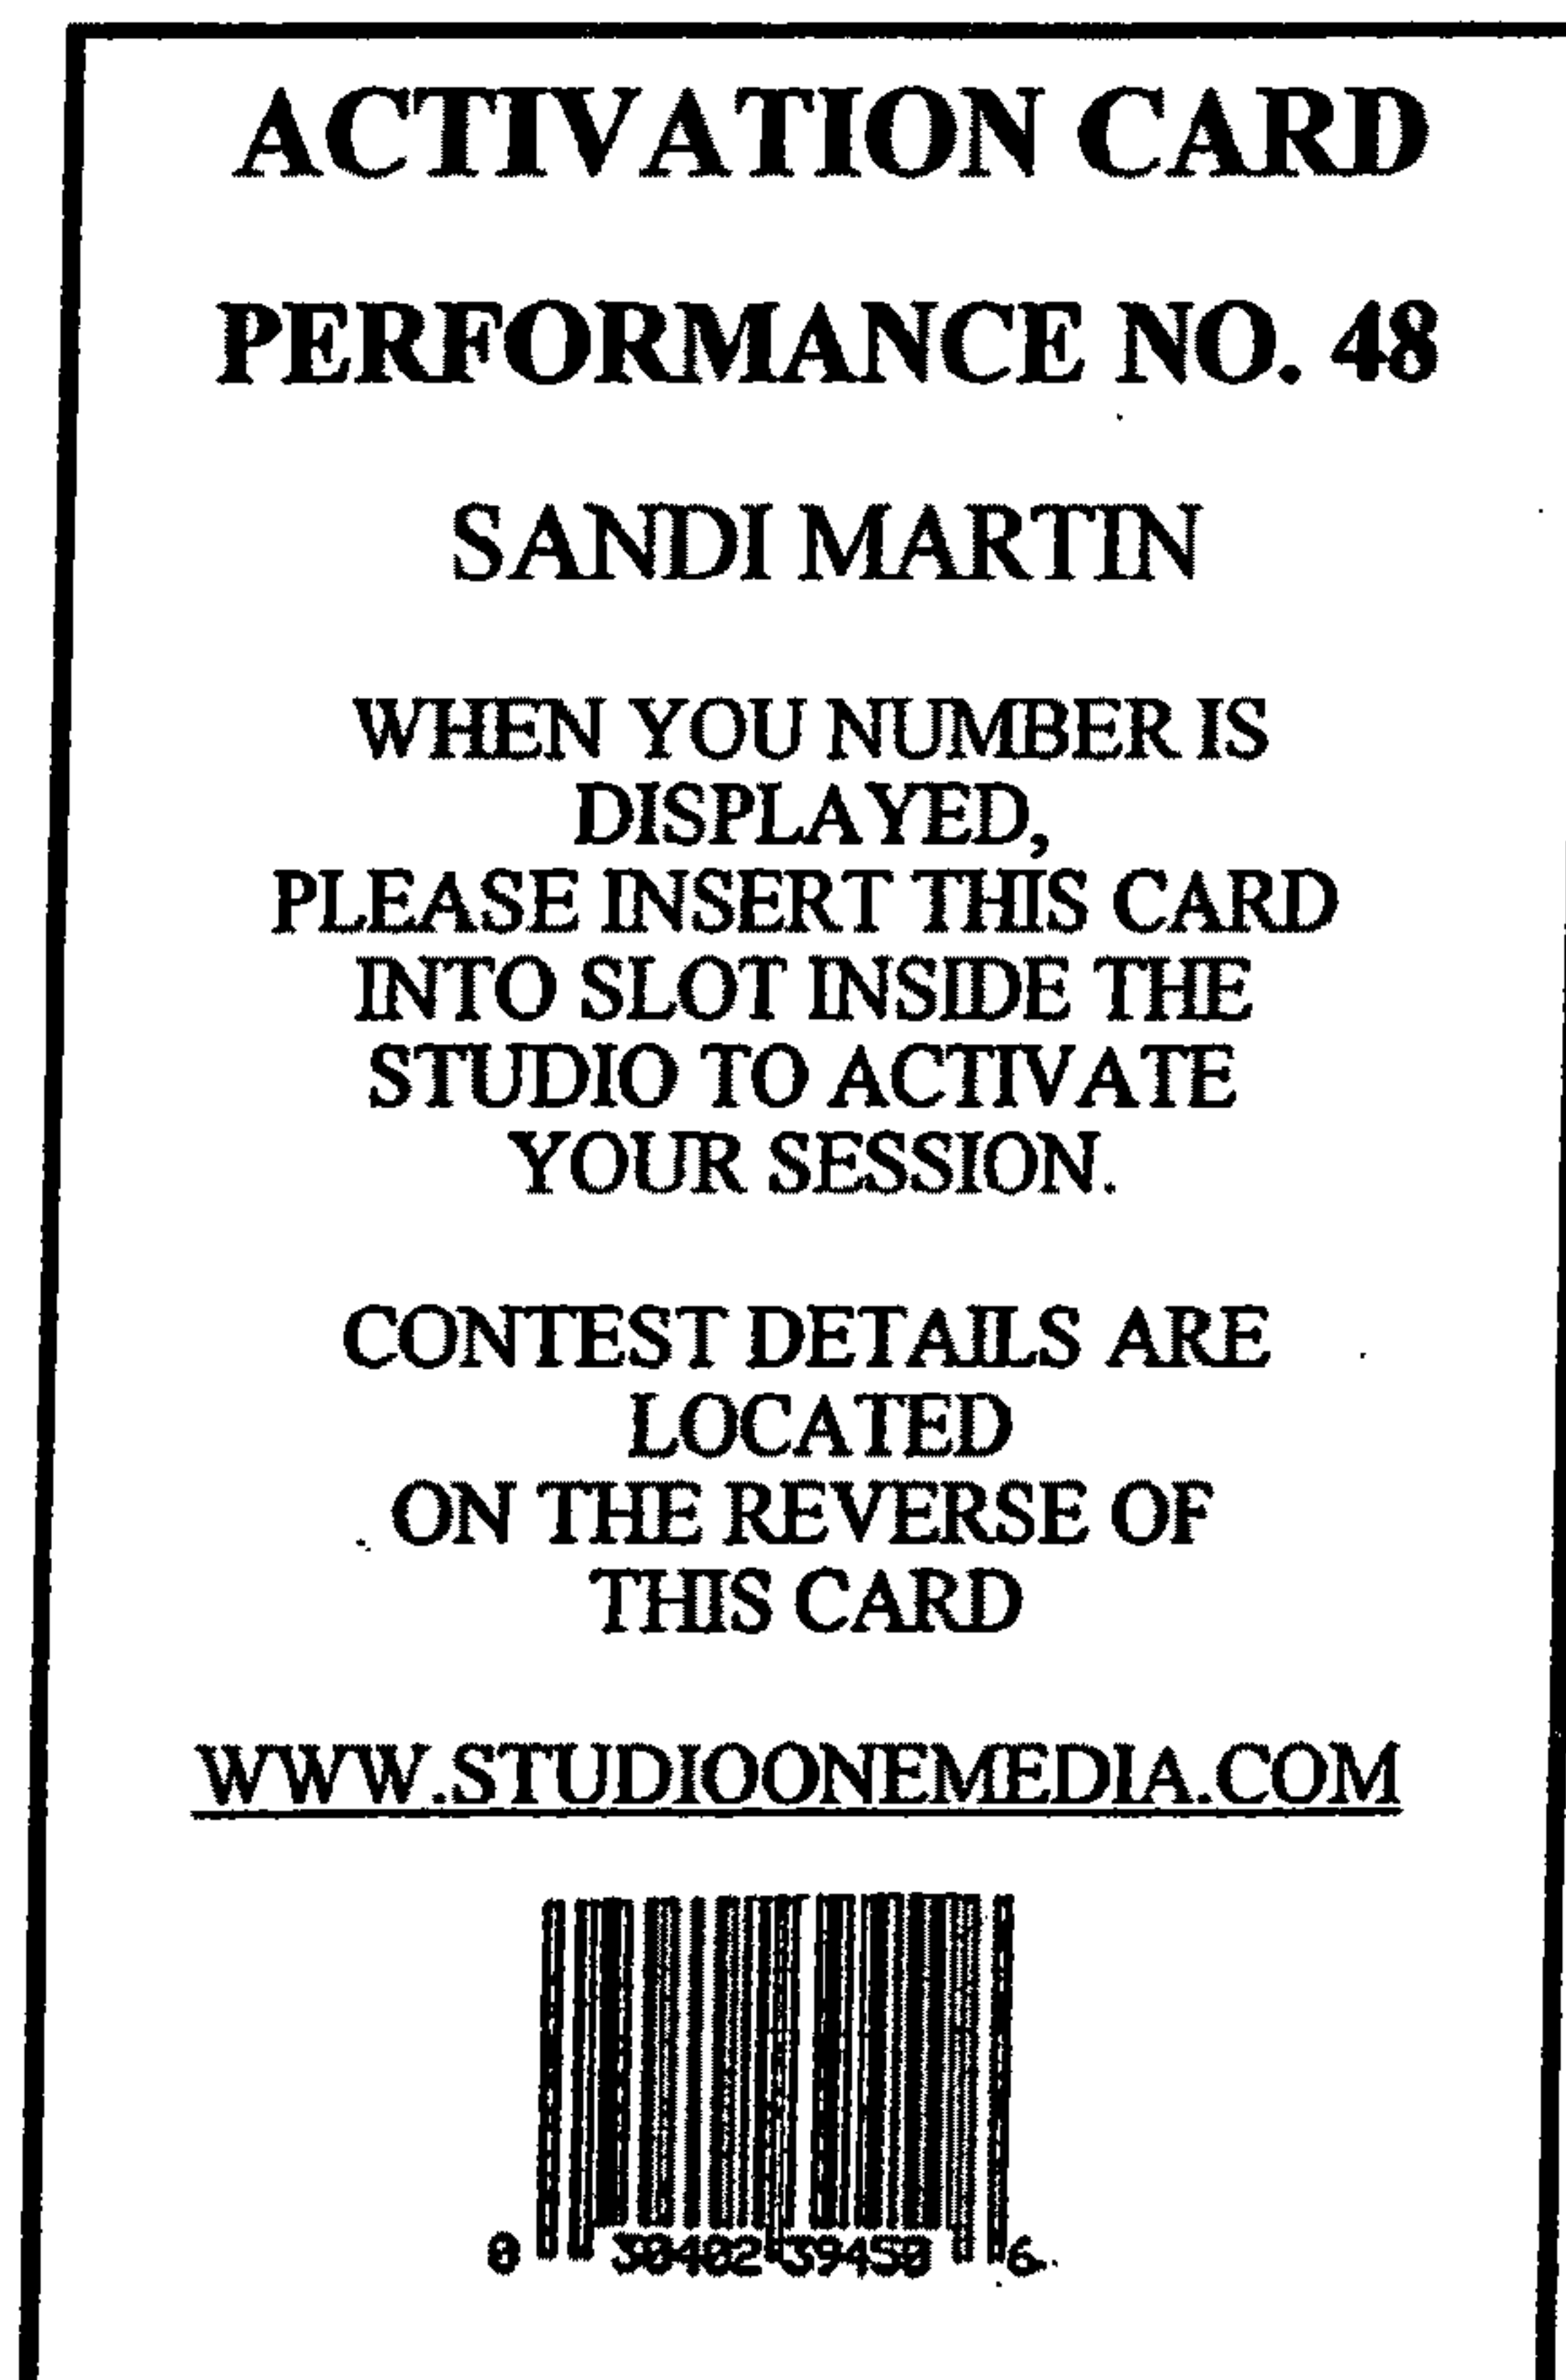 ACTIVATION CARD
PERFORMANCE NO. 48
SANDI MARTIN
WHEN YOU NUMBER IS
DISPLAYED,
PLEASE INSERT THIS CARD
INTO SLOT INSIDE THE
STUDIO TO ACTIVATE
YOUR SESSION.
CONTEST DETAILS ARE
LOCATED
ON THE REVERSE OF
THIS CARD
WWW.STUDIOONEMEDIA.COM